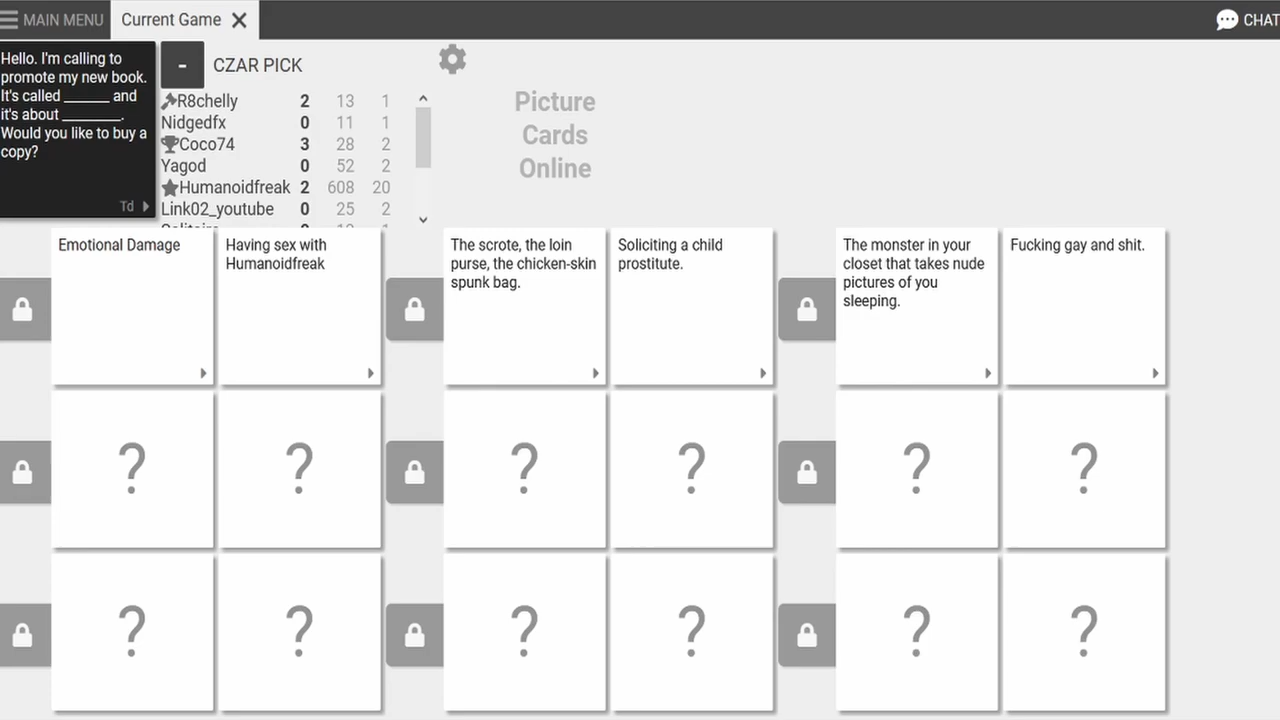 MAIN MENU
Current Game
CHAT
Hello. I'm calling to
promote my new book.
It's called _______ and
it's about _________.
Would you like to buy a
copy?
Td
-
CZAR PICK
R8chelly 2 13 1
Nidgedfx 0 11 1
Coco74 3 28 2
Yagod 0 52 2
Humanoidfreak 2 608 20
Link02_youtube 0 25 2
Picture
Cards
Online
Emotional Damage
Having sex with
Humanoidfreak
The scrote, the loin
purse, the chicken-skin
spunk bag.
Soliciting a child
prostitute.
The monster in your
closet that takes nude
pictures of you
sleeping.
Fucking gay and shit.
? ? ? ? ? ?
? ? ? ? ? ?